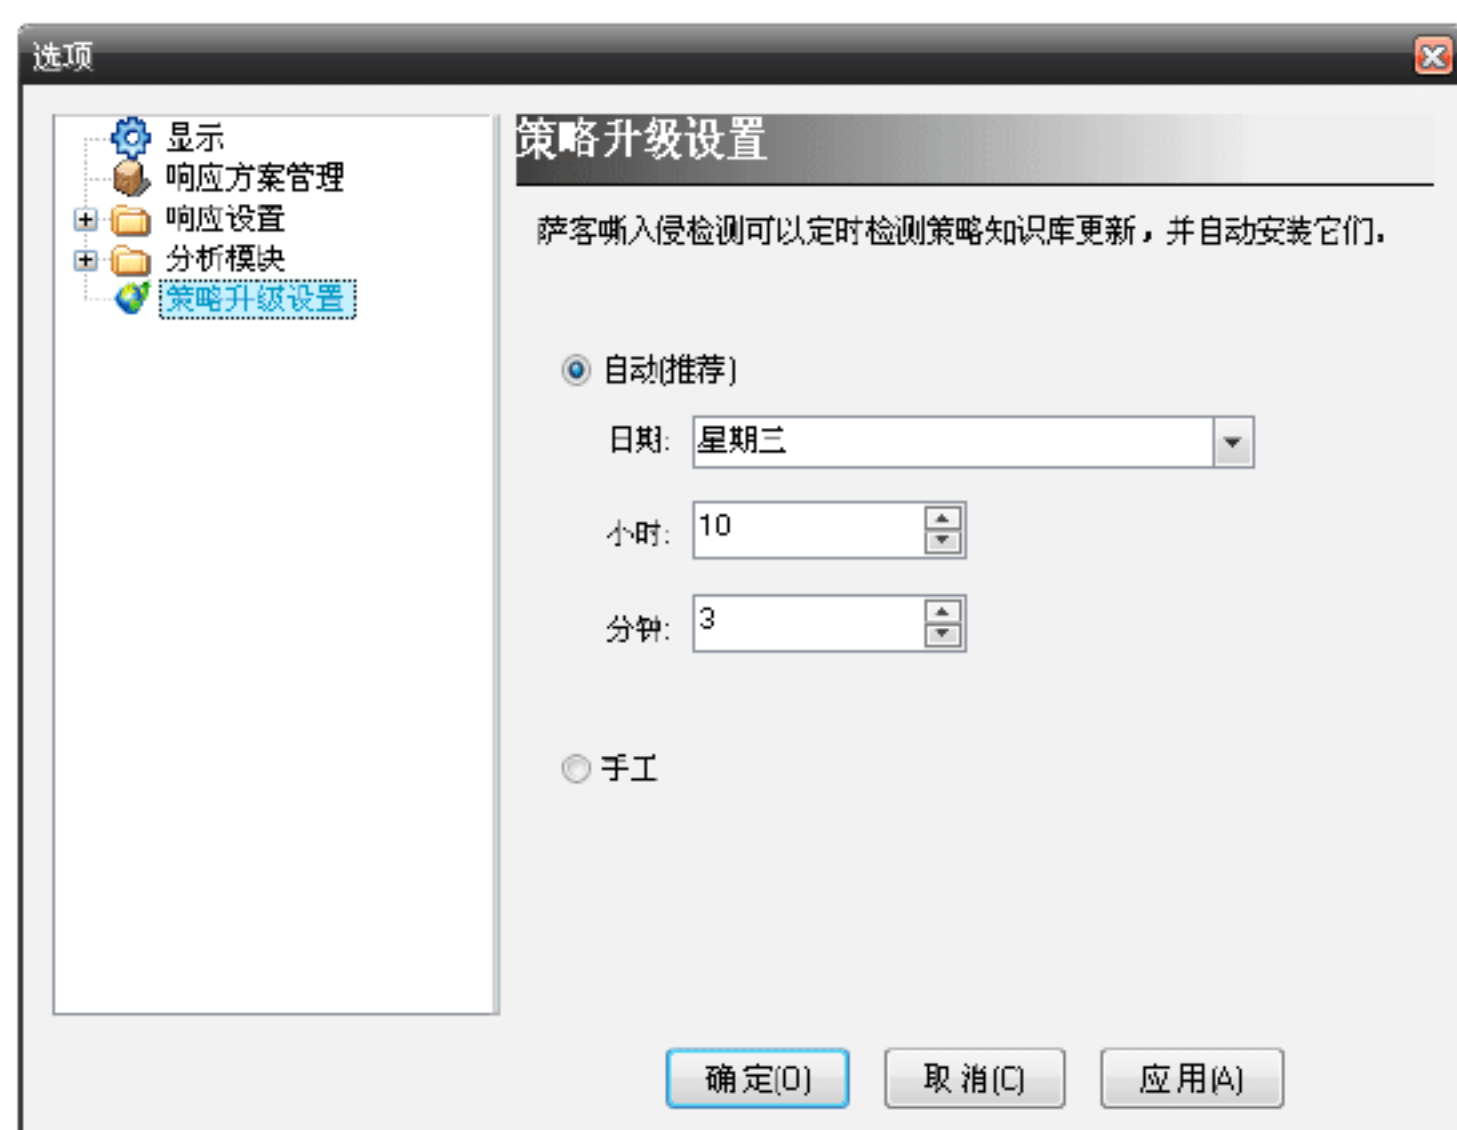 选项
显示
响应方案管理
响应设置
分析模块
策略升级设置
策略升级设置
萨客嘶入侵检测可以定时检测策略知识库更新，并自动安装它们.
自动(推荐)
日期: 星期三
小时: 10
分钟: 3
手工
确定(O) 取消(C) 应用(A)